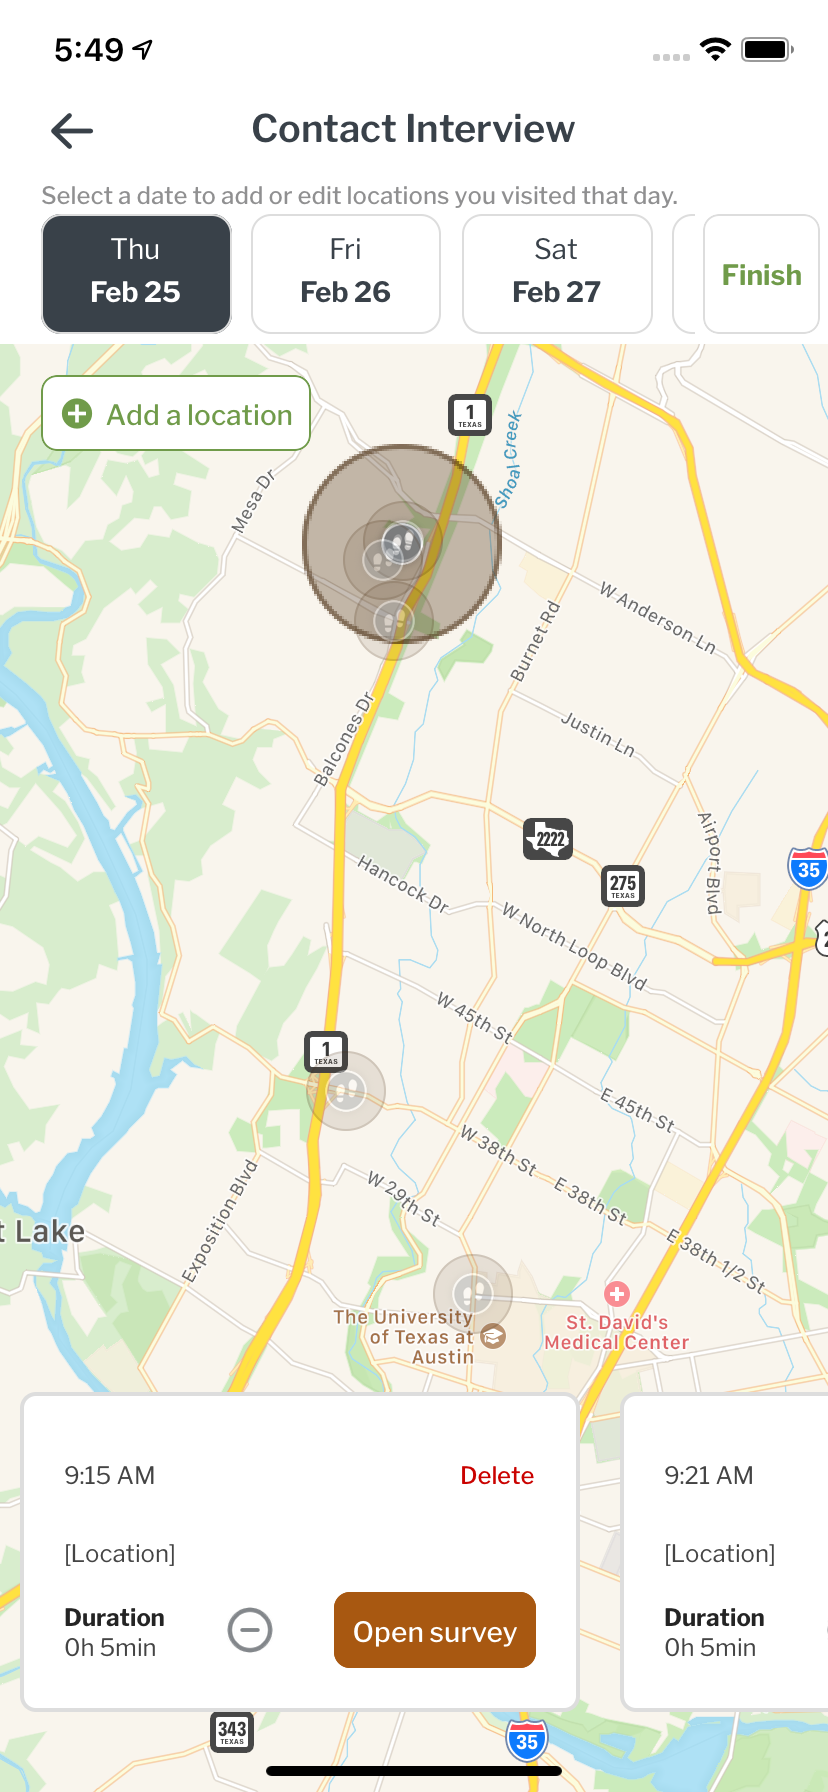 5:49
Contact Interview
Select a date to add or edit locations you visited that day.
Thu
Feb 25
Fri
Feb 26
Sat
Feb 27
Finish
Add a location
1
TEXAS
Shoal Creek
Mesa Dr
W Anderson Ln
Burnet Rd
Balcones Dr
Justin Ln
2222
Airport Blvd
35
275
TEXAS
Hancock Dr
W North Loop Blvd
2
W 45th St
1
TEXAS
E 45th St
W 38th St
Exposition Blvd
W 29th St
E 38th St
t Lake
E 38th 1/2 St
The University
of Texas at
Austin
St. David's
Medical Center
9:15 AM
Delete
[Location]
Duration
0h 5min
Open survey
9:21 AM
[Location]
Duration
0h 5min
343
TEXAS
35